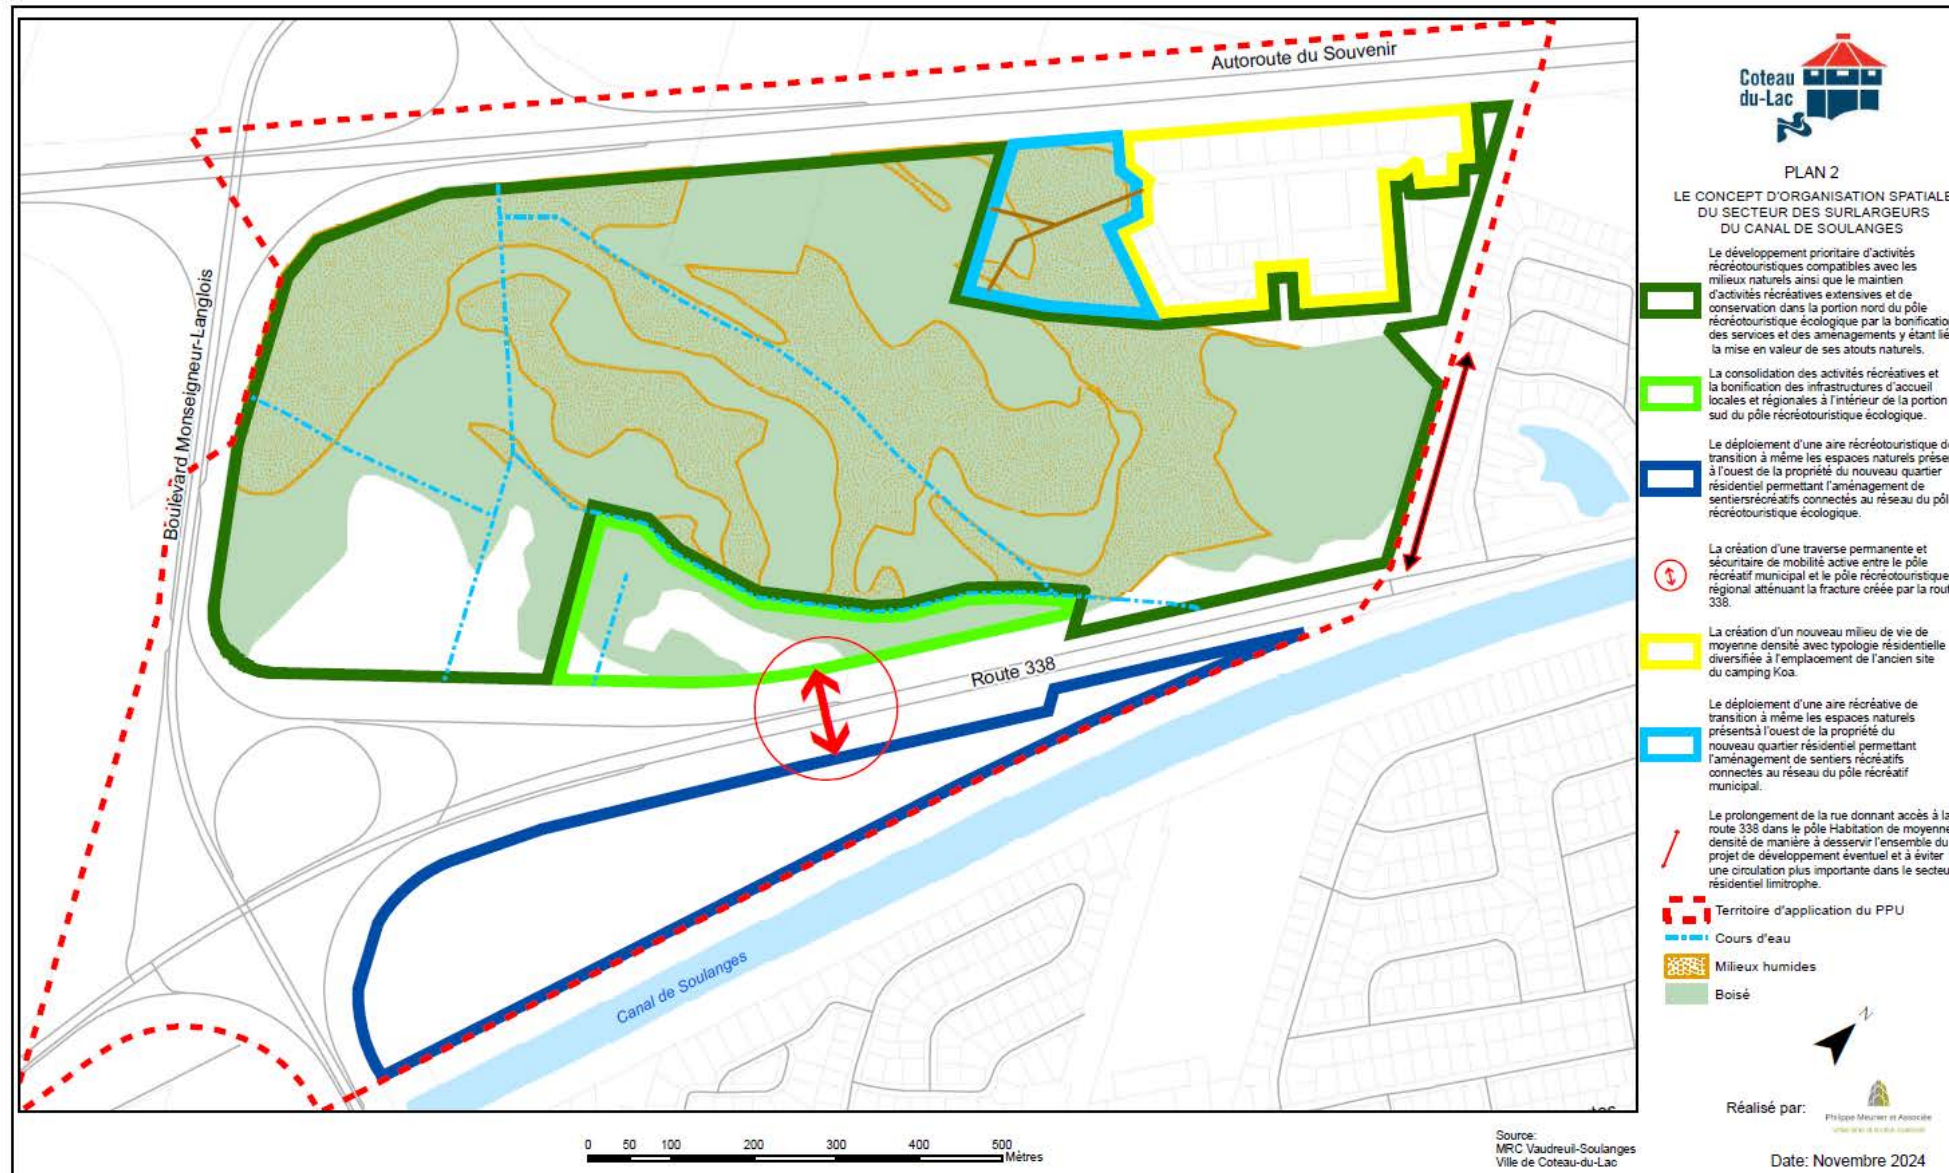 Autoroute du Souvenir
Boulevard Monseigneur-Langlois
Route 338
Canal de Soulanges
Coteau
du-Lac
PLAN 2
LE CONCEPT D'ORGANISATION SPATIALE
DU SECTEUR DES SURLARGEURS
DU CANAL DE SOULANGES
Le développement prioritaire d'activités
récréotouristiques compatibles avec les
milieux naturels ainsi que le maintien
d'activités récréatives extensives et de
conservation dans la portion nord du pôle
récréotouristique écologique par la bonification
des services et des aménagements y étant lié
la mise en valeur de ses atouts naturels.
La consolidation des activités récréatives et
la bonification des infrastructures d'accueil
locales et régionales à l'intérieur de la portion
sud du pôle récréotouristique écologique.
Le déploiement d'une aire récréotouristique de
transition à même les espaces naturels présen
à l'ouest de la propriété du nouveau quartier
résidentiel permettant l'aménagement de
sentiersrécréatifs connectés au réseau du pôl
récréotouristique écologique.
La création d'une traverse permanente et
sécuritaire de mobilité active entre le pôle
récréatif municipal et le pôle récréotouristique
régional atténuant la fracture créée par la rout
338.
La création d'un nouveau milieu de vie de
moyenne densité avec typologie résidentielle
diversifiée à l'emplacement de l'ancien site
du camping Koa.
Le déploiement d'une aire récréative de
transition à même les espaces naturels
présentsà l'ouest de la propriété du
nouveau quartier résidentiel permettant
l'aménagement de sentiers récréatifs
connectés au réseau du pôle récréatif
municipal.
Le prolongement de la rue donnant accès à la
route 338 dans le pôle Habitation de moyenne
densité de manière à desservir l'ensemble du
projet de développement éventuel et à éviter
une circulation plus importante dans le secteu
résidentiel limitrophe.
Territoire d'application du PPU
Cours d'eau
Milieux humides
Boisé
N
Réalisé par:
Philippe Meunier et Associés
Date: Novembre 2024
0 50 100 200 300 400 500
Mètres
Source:
MRC Vaudreuil-Soulanges
Ville de Coteau-du-Lac